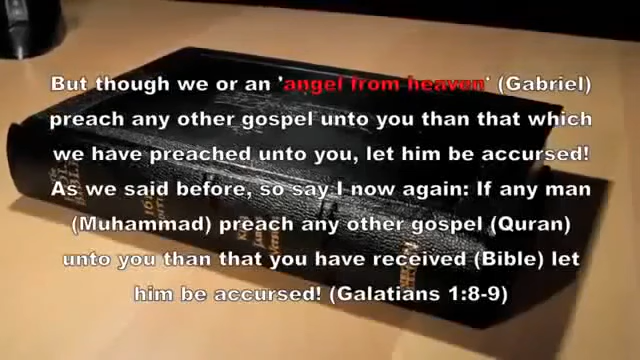 But though we or an 'angel from heaven' (Gabriel)
preach any other gospel unto you than that which
we have preached unto you, let him be accursed!
As we said before, so say I now again: If any man
(Muhammad) preach any other gospel (Quran)
unto you than that you have received (Bible) let
him be accursed! (Galatians 1:8-9)